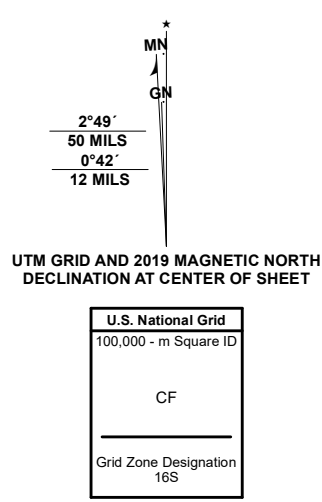 MN
GN
2°49´
50 MILS
0°42´
12 MILS
UTM GRID AND 2019 MAGNETIC NORTH
DECLINATION AT CENTER OF SHEET
U.S. National Grid
100,000 - m Square ID
CF
Grid Zone Designation
16S